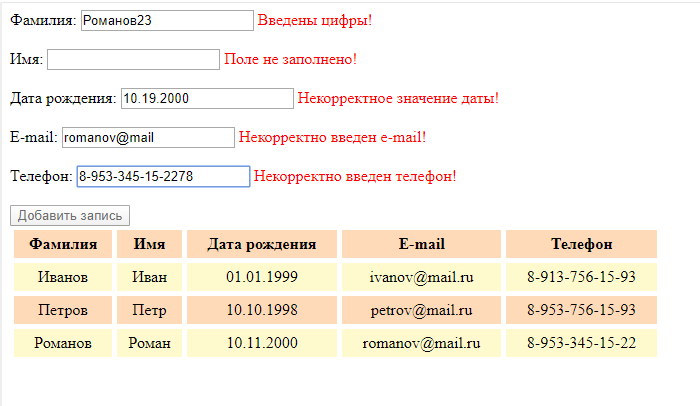 Фамилия: Романов23 Введены цифры!
Имя: Поле не заполнено!
Дата рождения: 10.19.2000 Некорректное значение даты!
E-mail: romanov@mail Некорректно введен e-mail!
Телефон: 8-953-345-15-2278 Некорректно введен телефон!
Добавить запись
Фамилия Имя Дата рождения E-mail Телефон
Иванов Иван 01.01.1999 ivanov@mail.ru 8-913-756-15-93
Петров Петр 10.10.1998 petrov@mail.ru 8-953-756-15-93
Романов Роман 10.11.2000 romanov@mail.ru 8-953-345-15-22